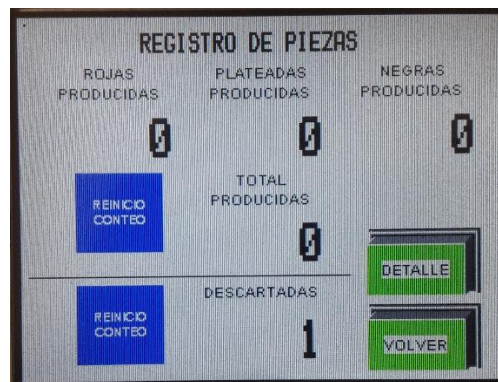 REGISTRO DE PIEZAS
ROJAS PRODUCIDAS
PLATEADAS PRODUCIDAS
NEGRAS PRODUCIDAS
0
0
0
REINICIO CONTEO
TOTAL PRODUCIDAS
0
DETALLE
REINICIO CONTEO
DESCARTADAS
1
VOLVER